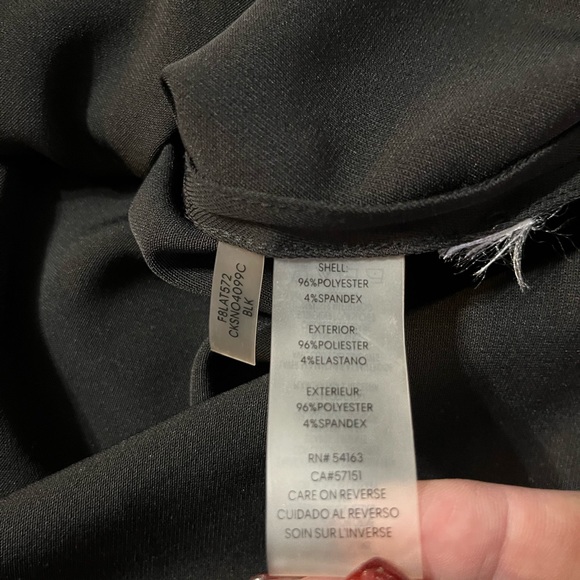 F8LAT572
CKSNO4099C
BLK
SHELL:
96%POLYESTER
4%SPANDEX
EXTERIOR:
96%POLIESTER
4%ELASTANO
EXTERIEUR:
96%POLYESTER
4%SPANDEX
RN# 54163
CA#57151
CARE ON REVERSE
CUIDADO AL REVERSO
SOIN SUR L'INVERSE